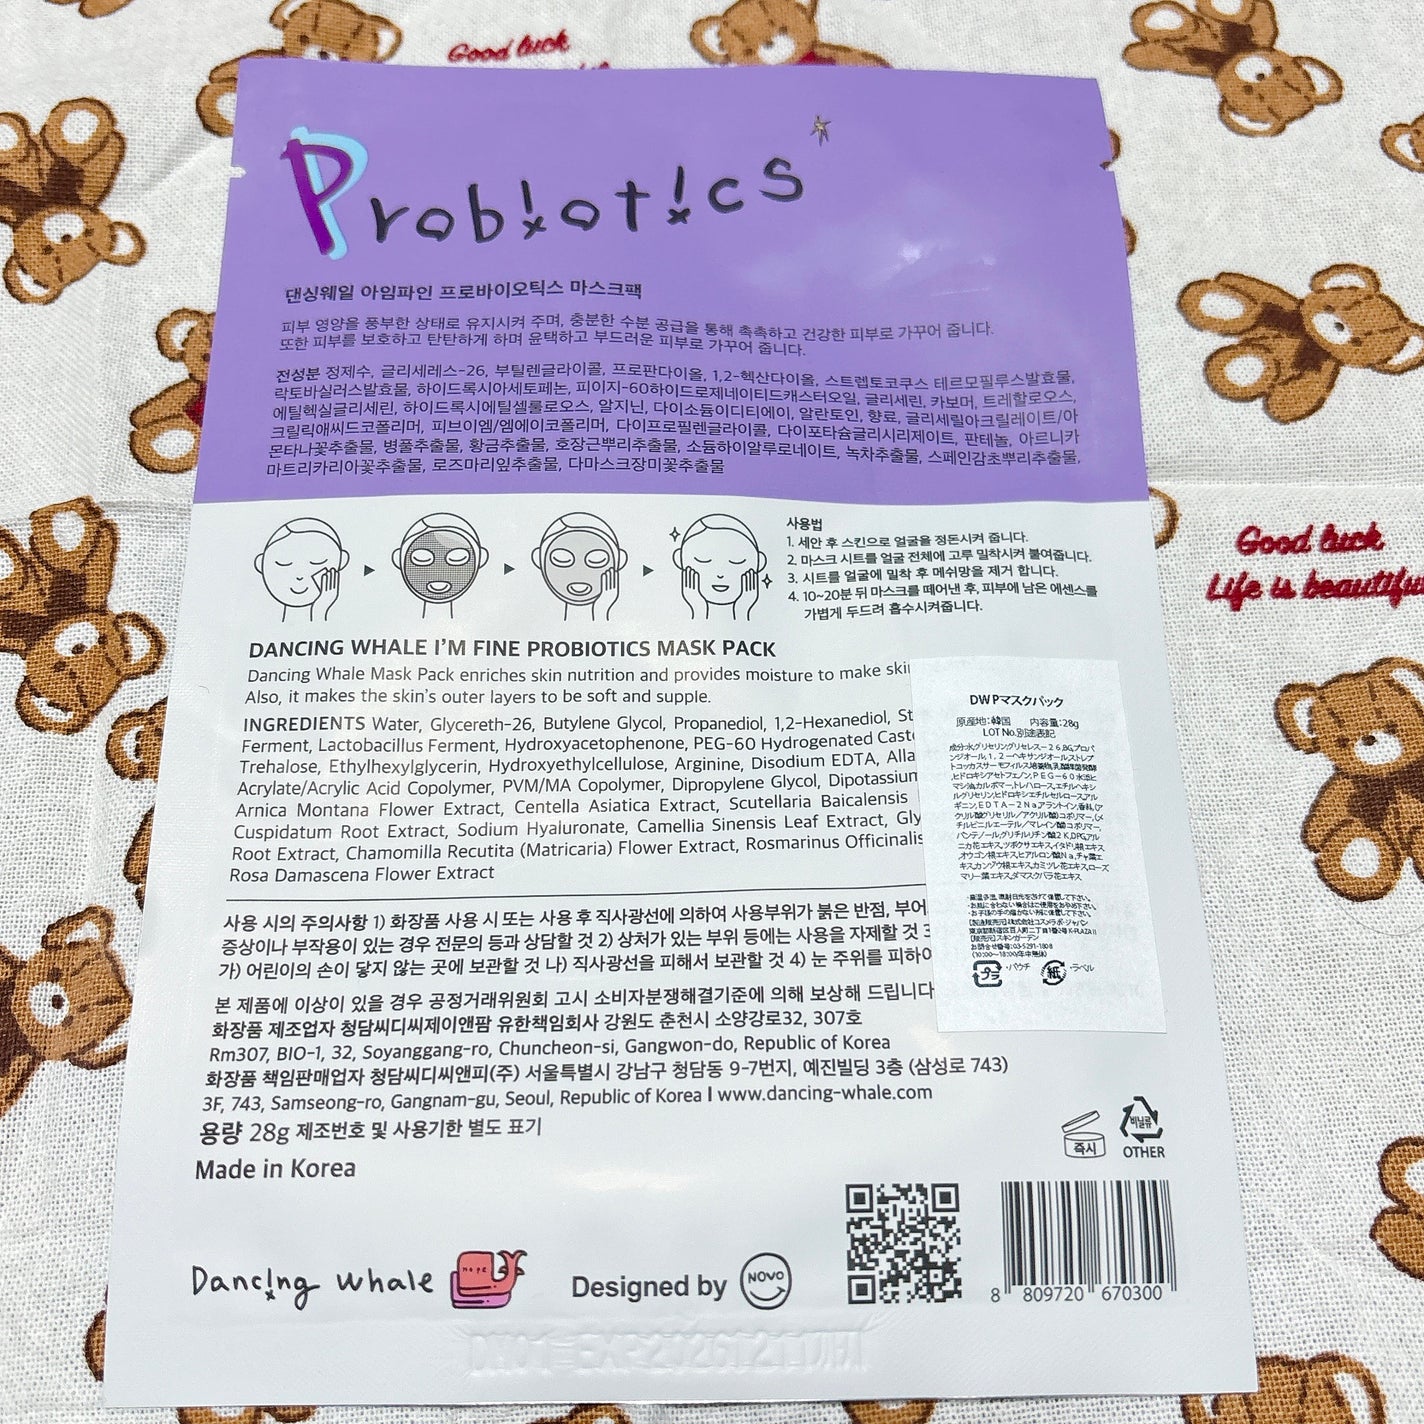 Good luck
Probiotics
댄싱웨일 아임파인 프로바이오틱스 마스크팩
피부 영양을 풍부한 상태로 유지시켜 주며, 충분한 수분 공급을 통해 촉촉하고 건강한 피부로 가꾸어 줍니다.
또한 피부를 보호하고 탄탄하게 하며 윤택하고 부드러운 피부로 가꾸어 줍니다.
전성분 정제수, 글리세레스-26, 부틸렌글라이콜, 프로판다이올, 1,2-헥산다이올, 스트렙토코쿠스 테르모필루스발효물,
락토바실러스발효물, 하이드록시아세토페논, 피이지-60하이드로제네이티드캐스터오일, 글리세린, 카보머, 트레할로오스,
에틸헥실글리세린, 하이드록시에틸셀룰로오스, 알지닌, 다이소듐이디티에이, 알란토인, 향료, 글리세릴아크릴레이트/아
크릴릭애씨드코폴리머, 피브이엠/엠에이코폴리머, 다이프로필렌글라이콜, 다이포타슘글리시리제이트, 판테놀, 아르니카
몬타나꽃추출물, 병풀추출물, 황금추출물, 호장근뿌리추출물, 소듐하이알루로네이트, 녹차추출물, 스페인감초뿌리추출물,
마트리카리아꽃추출물, 로즈마리잎추출물, 다마스크장미꽃추출물
사용법
1. 세안 후 스킨으로 얼굴을 정돈시켜 줍니다.
2. 마스크 시트를 얼굴 전체에 고루 밀착시켜 붙여줍니다.
3. 시트를 얼굴에 밀착 후 메쉬망을 제거 합니다.
4. 10~20분 뒤 마스크를 떼어낸 후, 피부에 남은 에센스를
가볍게 두드려 흡수시켜줍니다.
Good luck
Life is beautiful
DANCING WHALE I'M FINE PROBIOTICS MASK PACK
Dancing Whale Mask Pack enriches skin nutrition and provides moisture to make skin
Also, it makes the skin's outer layers to be soft and supple.
INGREDIENTS Water, Glycereth-26, Butylene Glycol, Propanediol, 1,2-Hexanediol, St
Ferment, Lactobacillus Ferment, Hydroxyacetophenone, PEG-60 Hydrogenated Casto
Trehalose, Ethylhexylglycerin, Hydroxyethylcellulose, Arginine, Disodium EDTA, Alla
Acrylate/Acrylic Acid Copolymer, PVM/MA Copolymer, Dipropylene Glycol, Dipotassium
Arnica Montana Flower Extract, Centella Asiatica Extract, Scutellaria Baicalensis
Cuspidatum Root Extract, Sodium Hyaluronate, Camellia Sinensis Leaf Extract, Gly
Root Extract, Chamomilla Recutita (Matricaria) Flower Extract, Rosmarinus Officinalis
Rosa Damascena Flower Extract
DWPマスクパック
原産地:韓国 内容量:28g
LOT No.別途表記
사용 시의 주의사항 1) 화장품 사용 시 또는 사용 후 직사광선에 의하여 사용부위가 붉은 반점, 부어
증상이나 부작용이 있는 경우 전문의 등과 상담할 것 2) 상처가 있는 부위 등에는 사용을 자제할 것 3
가) 어린이의 손이 닿지 않는 곳에 보관할 것 나) 직사광선을 피해서 보관할 것 4) 눈 주위를 피하여
본 제품에 이상이 있을 경우 공정거래위원회 고시 소비자분쟁해결기준에 의해 보상해 드립니다
화장품 제조업자 청담씨디씨제이앤팜 유한책임회사 강원도 춘천시 소양강로32, 307호
Rm307, BIO-1, 32, Soyanggang-ro, Chuncheon-si, Gangwon-do, Republic of Korea
화장품 책임판매업자 청담씨디씨앤피(주) 서울특별시 강남구 청담동 9-7번지, 예진빌딩 3층 (삼성로 743)
3F, 743, Samseong-ro, Gangnam-gu, Seoul, Republic of Korea | www.dancing-whale.com
용량 28g 제조번호 및 사용기한 별도 표기
Made in Korea
プラ ・パウチ 紙 ・ラベル
즉시
비닐류
OTHER
Dancing whale
nope
Designed by NOVO
8 809720 670300